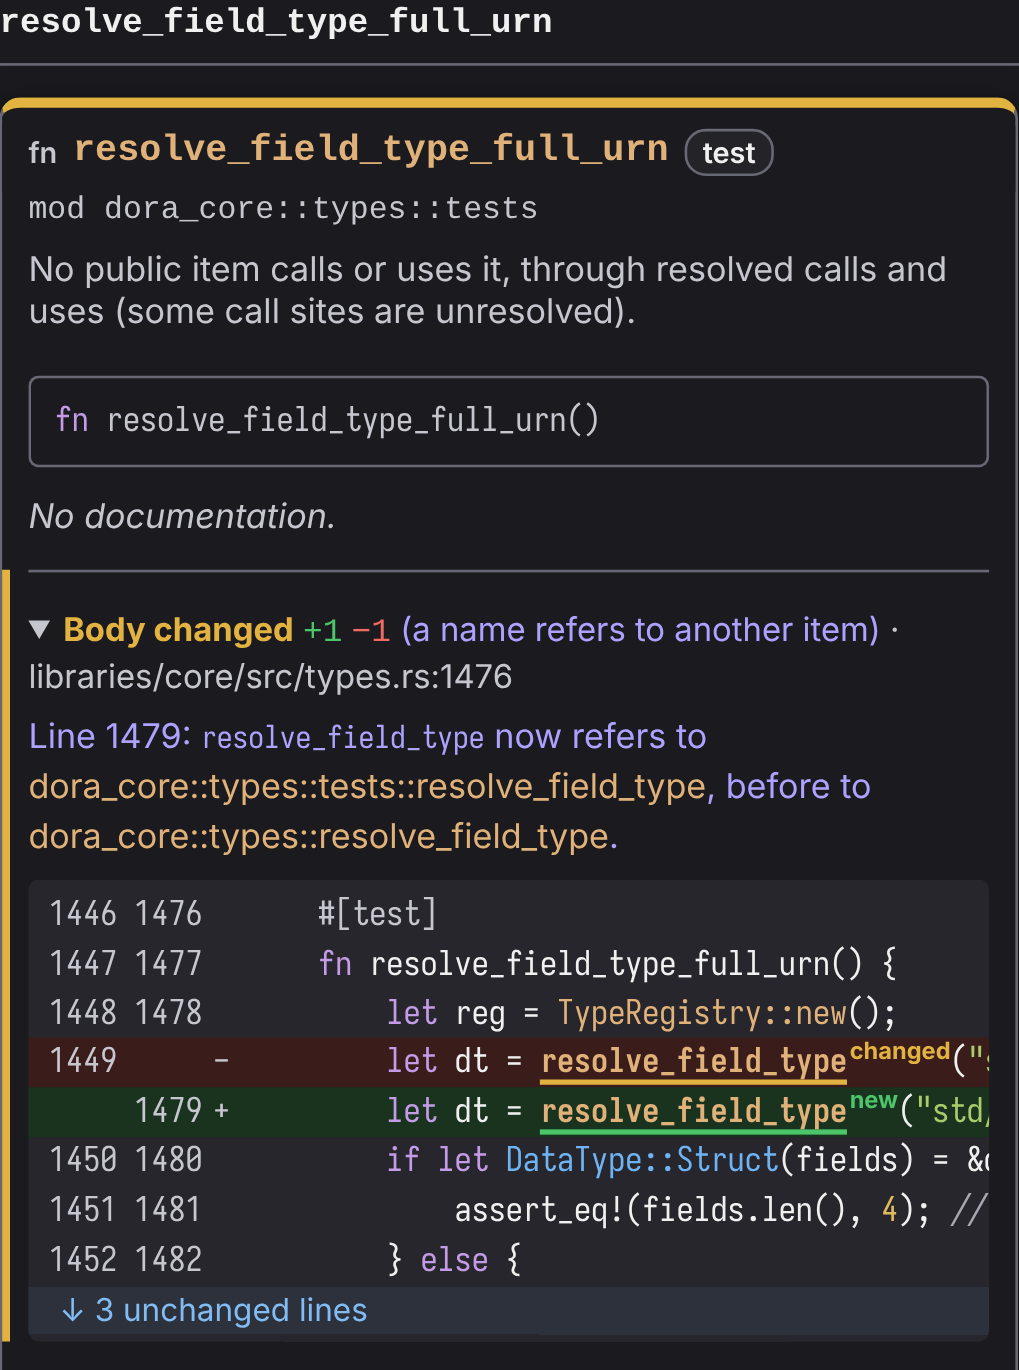 resolve_field_type_full_urn
fn resolve_field_type_full_urn test
mod dora_core::types::tests
No public item calls or uses it, through resolved calls and
uses (some call sites are unresolved).
fn resolve_field_type_full_urn()
No documentation.
▼ Body changed +1 −1 (a name refers to another item) ·
libraries/core/src/types.rs:1476
Line 1479: resolve_field_type now refers to
dora_core::types::tests::resolve_field_type, before to
dora_core::types::resolve_field_type.
1446 1476 #[test]
1447 1477 fn resolve_field_type_full_urn() {
1448 1478 let reg = TypeRegistry::new();
1449 − let dt = resolve_field_type changed ("
1479 + let dt = resolve_field_type new ("std/
1450 1480 if let DataType::Struct(fields) = &
1451 1481 assert_eq!(fields.len(), 4); //
1452 1482 } else {
↓ 3 unchanged lines